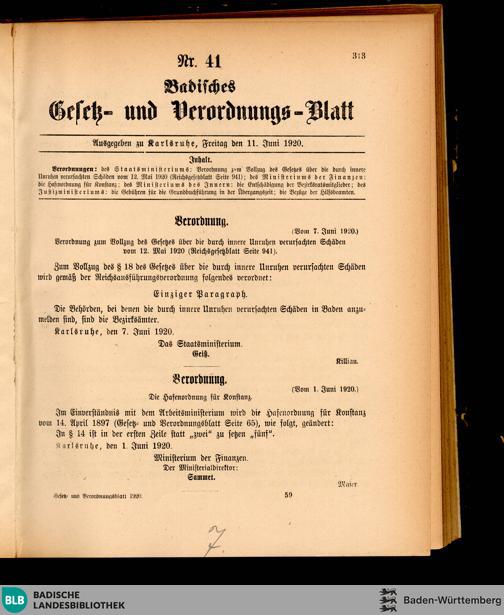 Nr. 41
313
Badisches
Gesetz- und Verordnungs-Blatt
Ausgegeben zu Karlsruhe, Freitag den 11. Juni 1920.
Inhalt.
Verordnungen: des Staatsministeriums: Verordnung zum Vollzug des Gesetzes über die durch innere
Unruhen verursachten Schäden vom 12. Mai 1920 (Reichsgesetzblatt Seite 941); des Ministeriums der Finanzen:
die Hafenordnung für Konstanz; des Ministeriums des Innern: die Entschädigung der Bezirksratsmitglieder; des
Justizministeriums: die Gebühren für die Grundbuchführung in der Übergangszeit; die Bezüge der Hilfsbeamten.
Verordnung.
(Vom 7. Juni 1920.)
Verordnung zum Vollzug des Gesetzes über die durch innere Unruhen verursachten Schäden
vom 12. Mai 1920 (Reichsgesetzblatt Seite 941).
Zum Vollzug des § 18 des Gesetzes über die durch innere Unruhen verursachten Schäden
wird gemäß der Reichsausführungsverordnung folgendes verordnet:
Einziger Paragraph.
Die Behörden, bei denen die durch innere Unruhen verursachten Schäden in Baden anzu-
melden sind, sind die Bezirksämter.
Karlsruhe, den 7. Juni 1920.
Das Staatsministerium.
Geiß.
Killian.
Verordnung.
(Vom 1. Juni 1920.)
Die Hafenordnung für Konstanz.
Im Einverständnis mit dem Arbeitsministerium wird die Hafenordnung für Konstanz
vom 14. April 1897 (Gesetz- und Verordnungsblatt Seite 65), wie folgt, geändert:
In § 14 ist in der ersten Zeile statt „zwei" zu setzen „fünf".
Karlsruhe, den 1. Juni 1920.
Ministerium der Finanzen.
Der Ministerialdirektor:
Sammet.
Maier.
Gesetz- und Verordnungsblatt 1920.
59
7
BLB BADISCHE
LANDESBIBLIOTHEK
Baden-Württemberg